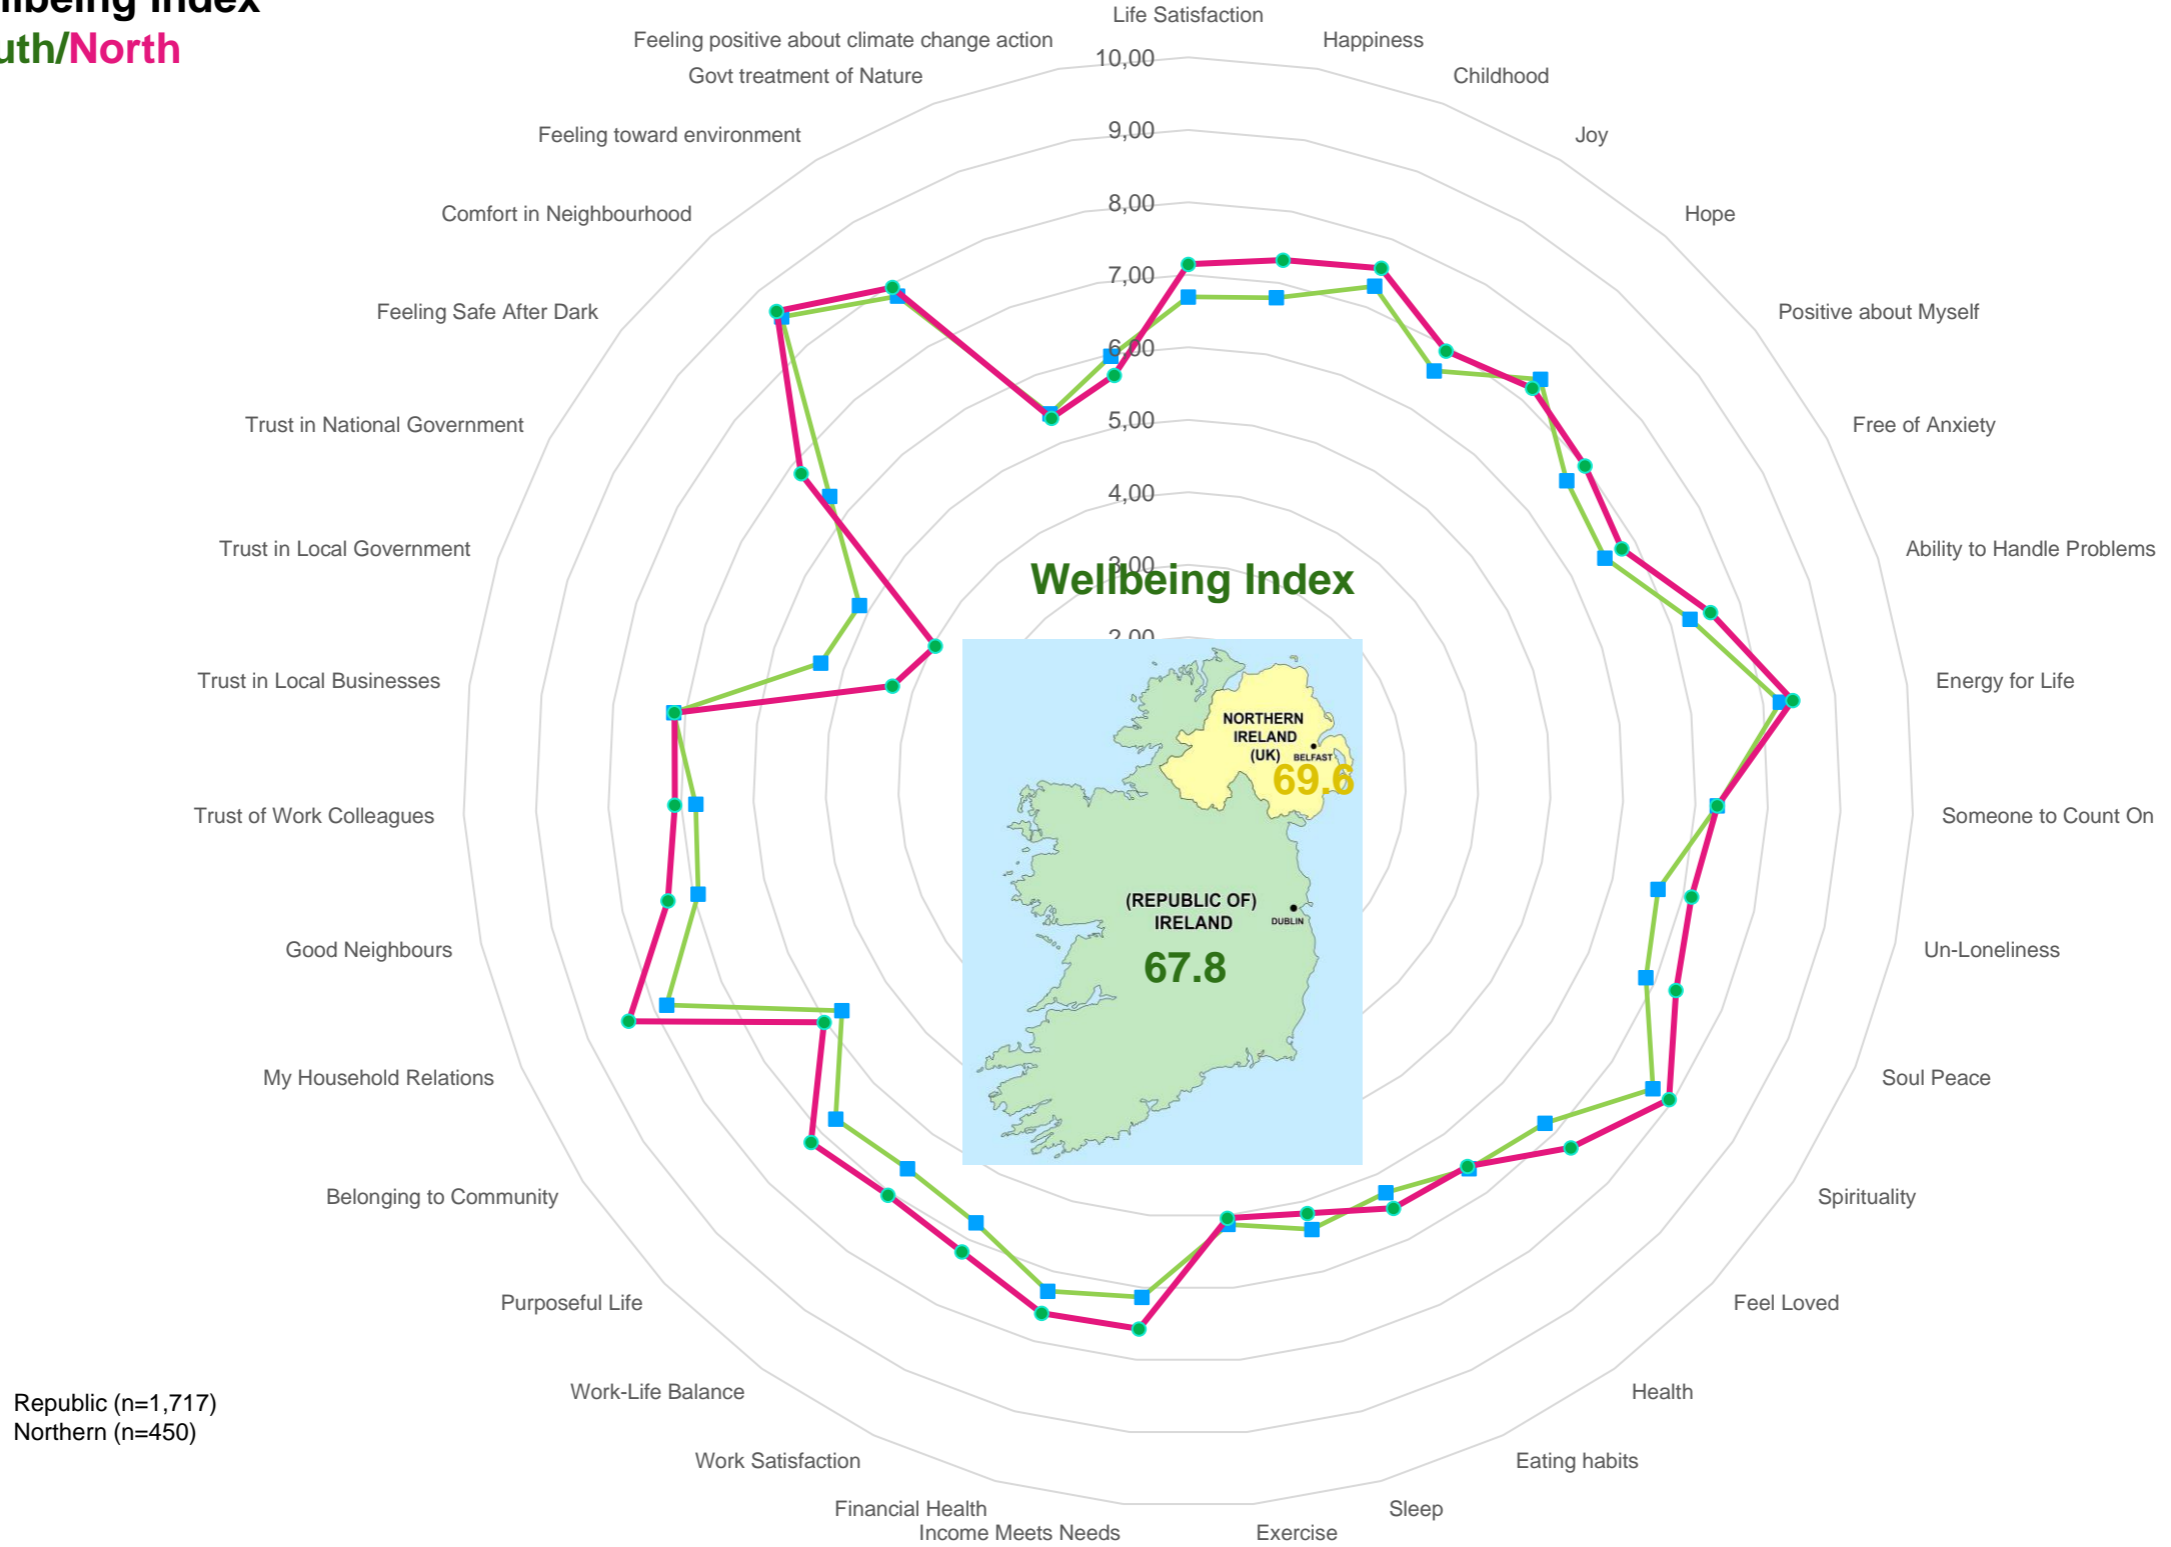 Wellbeing Index
South/North
Life Satisfaction
Happiness
Childhood
Joy
Hope
Positive about Myself
Free of Anxiety
Ability to Handle Problems
Energy for Life
Someone to Count On
Un-Loneliness
Soul Peace
Spirituality
Feel Loved
Health
Eating habits
Sleep
Exercise
Income Meets Needs
Financial Health
Work Satisfaction
Work-Life Balance
Purposeful Life
Belonging to Community
My Household Relations
Good Neighbours
Trust of Work Colleagues
Trust in Local Businesses
Trust in Local Government
Trust in National Government
Feeling Safe After Dark
Comfort in Neighbourhood
Feeling toward environment
Govt treatment of Nature
Feeling positive about climate change action
10,00
9,00
8,00
7,00
6,00
5,00
4,00
3,00
2,00
Wellbeing Index
NORTHERN
IRELAND
(UK)
BELFAST
69.6
(REPUBLIC OF)
IRELAND
DUBLIN
67.8
Republic (n=1,717)
Northern (n=450)